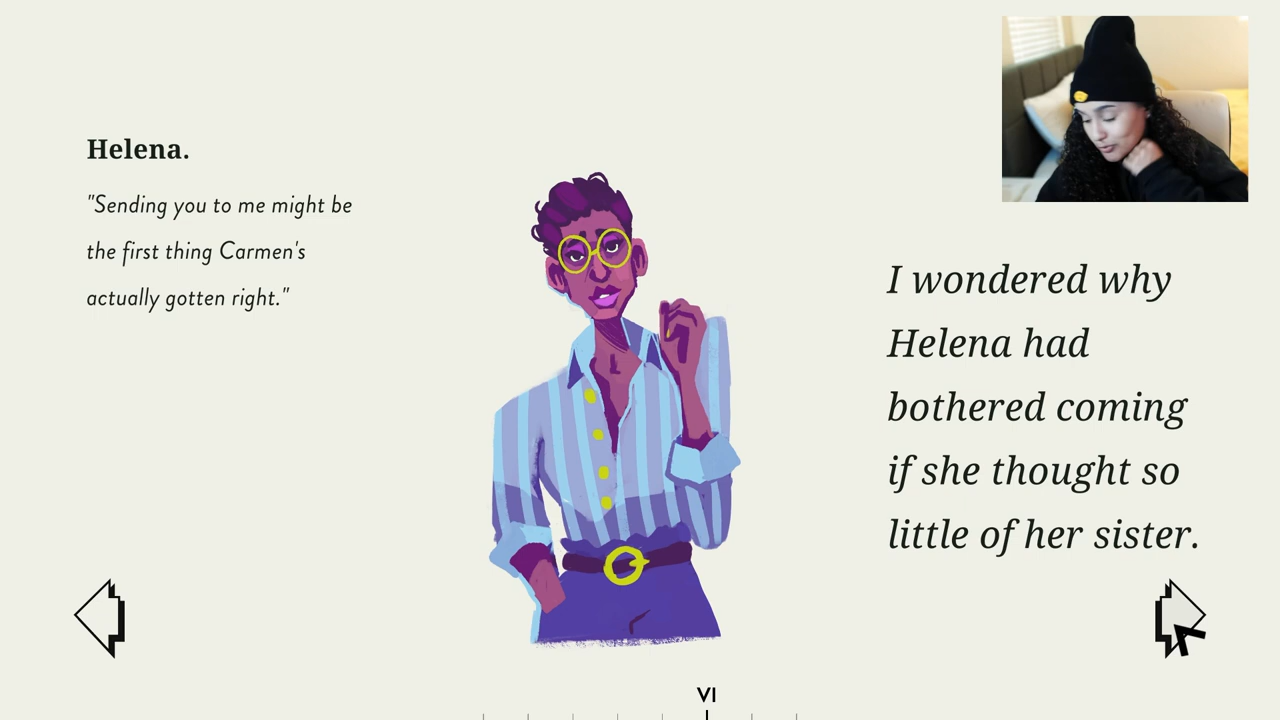 Helena.
"Sending you to me might be
the first thing Carmen's
actually gotten right."
I wondered why
Helena had
bothered coming
if she thought so
little of her sister.
VI